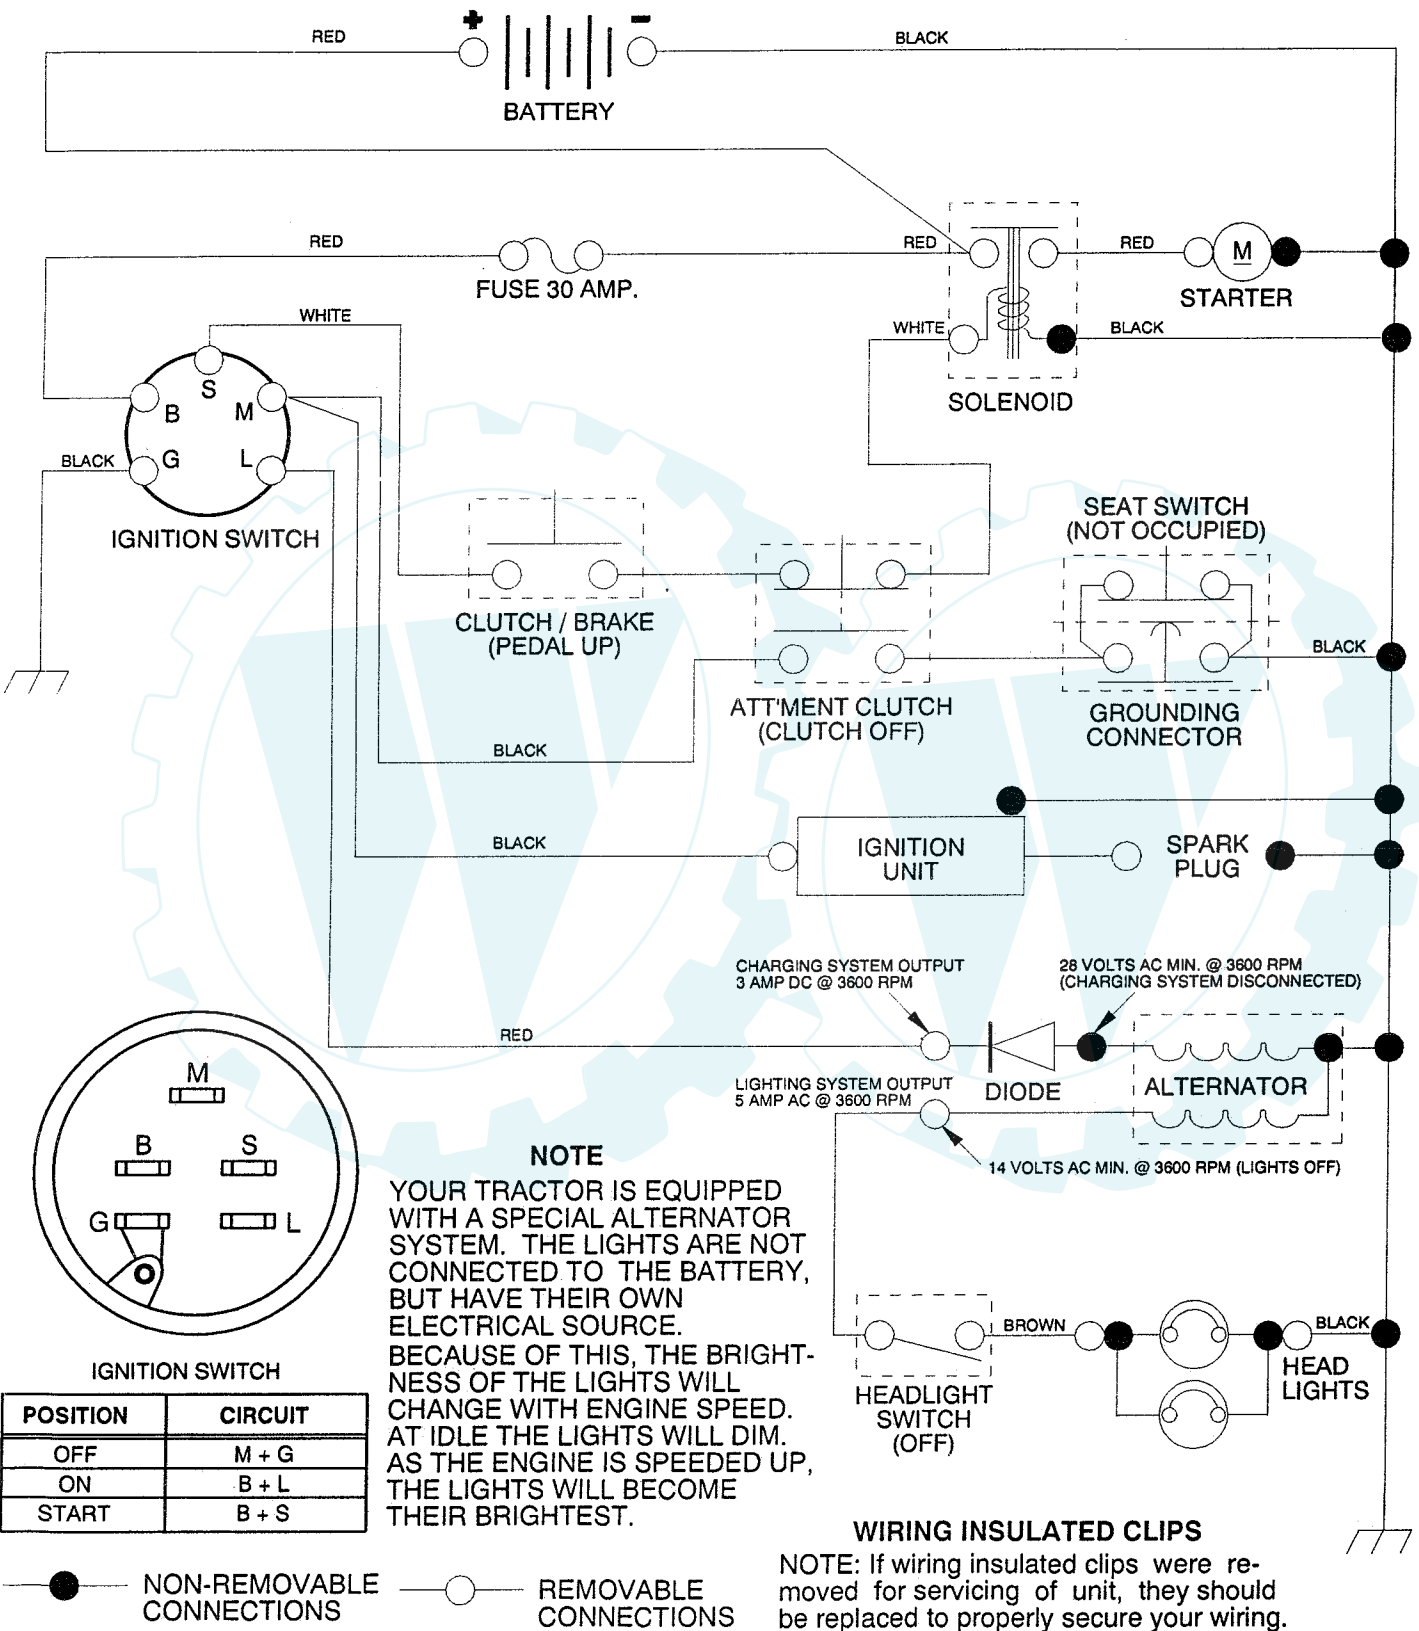 + -
RED
BLACK
BATTERY
RED
RED
RED
M
FUSE 30 AMP.
STARTER
WHITE
WHITE
BLACK
S
B
M
SOLENOID
BLACK
G
L
IGNITION SWITCH
SEAT SWITCH
(NOT OCCUPIED)
CLUTCH / BRAKE
(PEDAL UP)
BLACK
ATT'MENT CLUTCH
(CLUTCH OFF)
GROUNDING
CONNECTOR
BLACK
BLACK
IGNITION
UNIT
SPARK
PLUG
CHARGING SYSTEM OUTPUT
3 AMP DC @ 3600 RPM
28 VOLTS AC MIN. @ 3600 RPM
(CHARGING SYSTEM DISCONNECTED)
RED
DIODE
ALTERNATOR
LIGHTING SYSTEM OUTPUT
5 AMP AC @ 3600 RPM
14 VOLTS AC MIN. @ 3600 RPM (LIGHTS OFF)
M
B
S
G
L
IGNITION SWITCH
POSITION CIRCUIT
OFF M + G
ON B + L
START B + S
NOTE
YOUR TRACTOR IS EQUIPPED
WITH A SPECIAL ALTERNATOR
SYSTEM. THE LIGHTS ARE NOT
CONNECTED TO THE BATTERY,
BUT HAVE THEIR OWN
ELECTRICAL SOURCE.
BECAUSE OF THIS, THE BRIGHT-
NESS OF THE LIGHTS WILL
CHANGE WITH ENGINE SPEED.
AT IDLE THE LIGHTS WILL DIM.
AS THE ENGINE IS SPEEDED UP,
THE LIGHTS WILL BECOME
THEIR BRIGHTEST.
BROWN
BLACK
HEADLIGHT
SWITCH
(OFF)
HEAD
LIGHTS
WIRING INSULATED CLIPS
NOTE: If wiring insulated clips were re-
moved for servicing of unit, they should
be replaced to properly secure your wiring.
NON-REMOVABLE
CONNECTIONS
REMOVABLE
CONNECTIONS